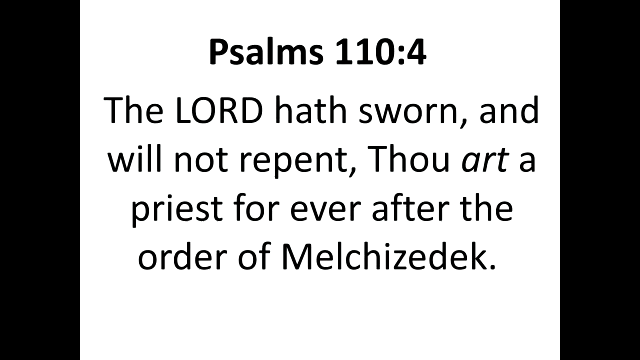 Psalms 110:4
The LORD hath sworn, and
will not repent, Thou art a
priest for ever after the
order of Melchizedek.